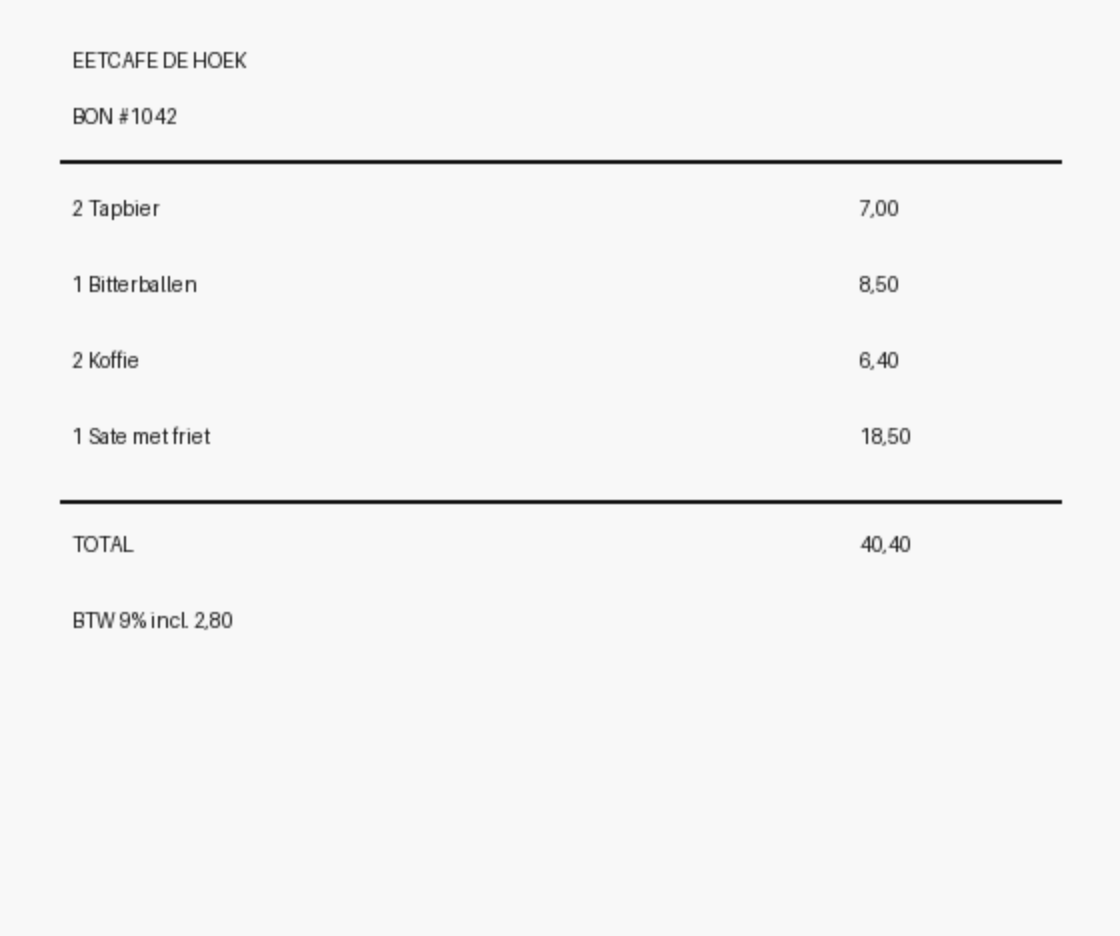 EETCAFE DE HOEK
BON #1042
2 Tapbier 7,00
1 Bitterballen 8,50
2 Koffie 6,40
1 Sate met friet 18,50
TOTAL 40,40
BTW 9% incl. 2,80